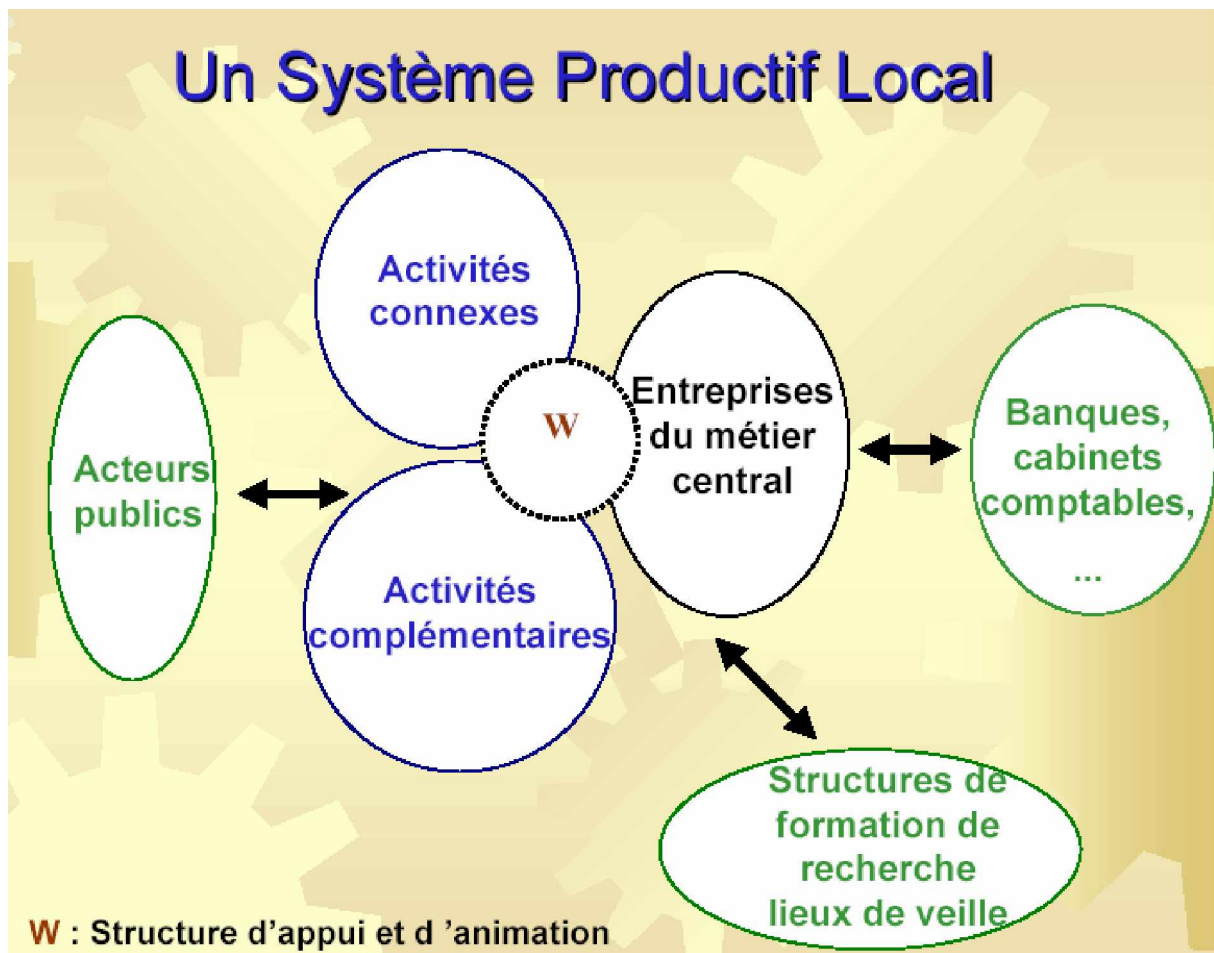 Un Système Productif Local
Activités
connexes
Entreprises
du métier
central
W
Banques,
cabinets
comptables,
...
Acteurs
publics
Activités
complémentaires
Structures de
formation de
recherche
lieux de veille
W : Structure d'appui et d 'animation